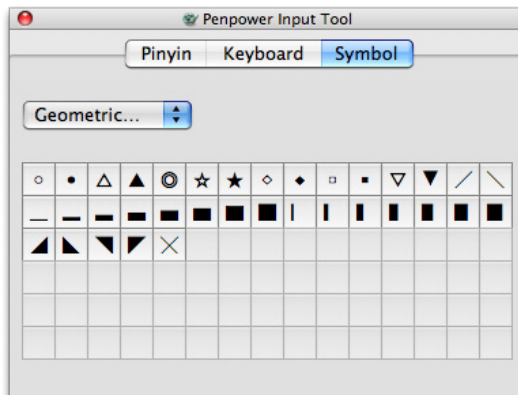 Penpower Input Tool
Pinyin Keyboard Symbol
Geometric...
○ ● △ ▲ ◎ ☆ ★ ◇ ◆ □ ■ ▽ ▼ ╱ ╲
▁ ▂ ▃ ▄ ▅ ▆ ▇ █ ▏ ▎ ▍ ▌ ▋ ▊ ▉
◢ ◣ ◥ ◤ ╳